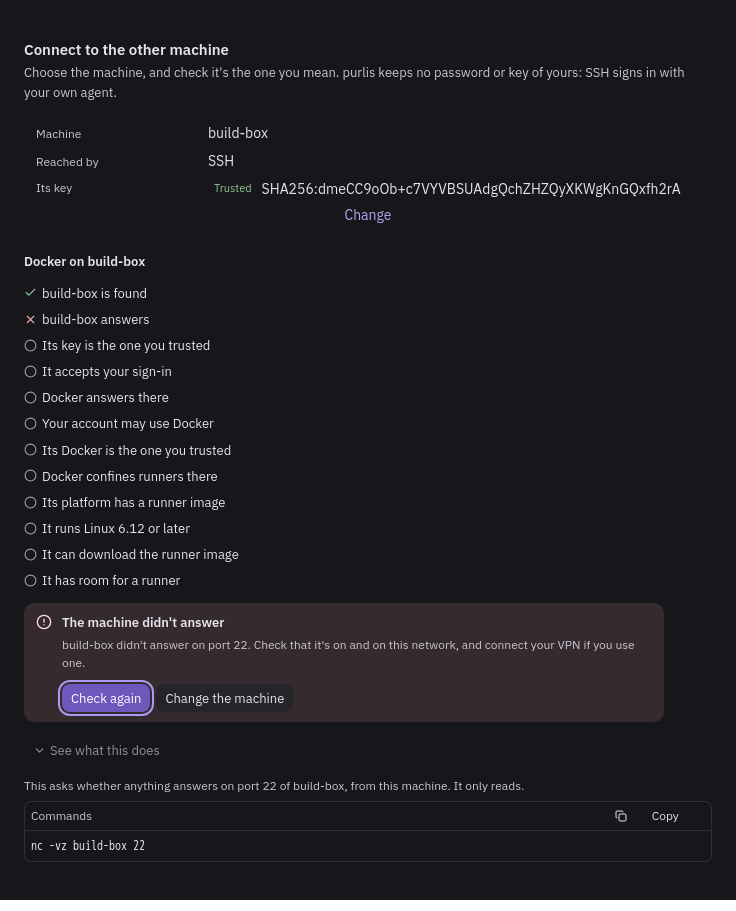 Connect to the other machine
Choose the machine, and check it's the one you mean. purlis keeps no password or key of yours: SSH signs in with
your own agent.
Machine build-box
Reached by SSH
Its key Trusted SHA256:dmeCC9oOb+c7VYVBSUAdgQchZHZQyXKWgKnGQxfh2rA
Change
Docker on build-box
build-box is found
build-box answers
Its key is the one you trusted
It accepts your sign-in
Docker answers there
Your account may use Docker
Its Docker is the one you trusted
Docker confines runners there
Its platform has a runner image
It runs Linux 6.12 or later
It can download the runner image
It has room for a runner
The machine didn't answer
build-box didn't answer on port 22. Check that it's on and on this network, and connect your VPN if you use
one.
Check again Change the machine
See what this does
This asks whether anything answers on port 22 of build-box, from this machine. It only reads.
Commands Copy
nc -vz build-box 22